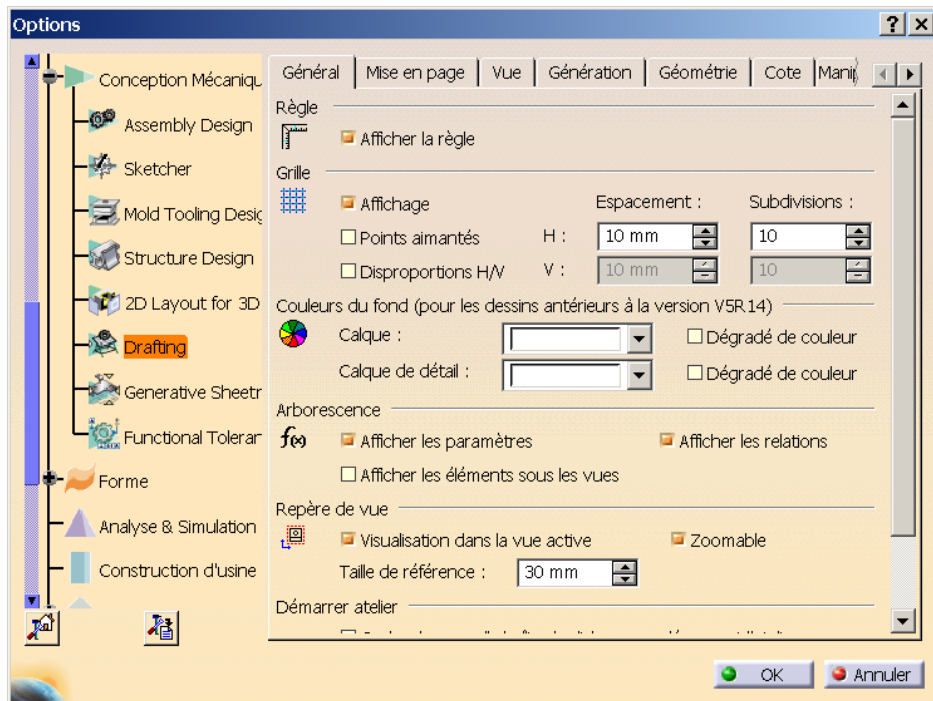 Options
Conception Mécaniqu
Assembly Design
Sketcher
Mold Tooling Desig
Structure Design
2D Layout for 3D
Drafting
Generative Sheetr
Functional Toleran
Forme
Analyse & Simulation
Construction d'usine
Général Mise en page Vue Génération Géométrie Cote Manip
Règle
Afficher la règle
Grille
Affichage Espacement : Subdivisions :
Points aimantés H : 10 mm 10
Disproportions H/V V : 10 mm 10
Couleurs du fond (pour les dessins antérieurs à la version V5R14)
Calque : Dégradé de couleur
Calque de détail : Dégradé de couleur
Arborescence
f(x) Afficher les paramètres Afficher les relations
Afficher les éléments sous les vues
Repère de vue
Visualisation dans la vue active Zoomable
Taille de référence : 30 mm
Démarrer atelier
OK Annuler